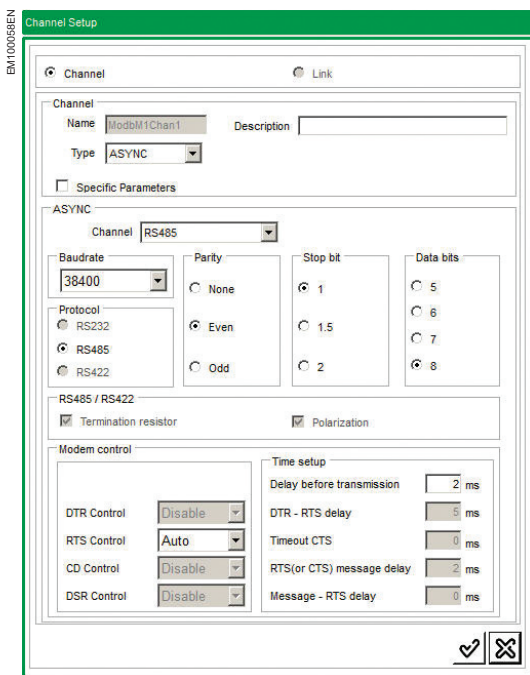 EM100058EN
Channel Setup
Channel
Link
Channel
Name ModbM1Chan1 Description
Type ASYNC
Specific Parameters
ASYNC
Channel RS485
Baudrate
38400
Parity
None
Even
Odd
Stop bit
1
1.5
2
Data bits
5
6
7
8
Protocol
RS232
RS485
RS422
RS485 / RS422
Termination resistor
Polarization
Modem control
DTR Control Disable
RTS Control Auto
CD Control Disable
DSR Control Disable
Time setup
Delay before transmission 2 ms
DTR - RTS delay 5 ms
Timeout CTS 0 ms
RTS(or CTS) message delay 2 ms
Message - RTS delay 0 ms